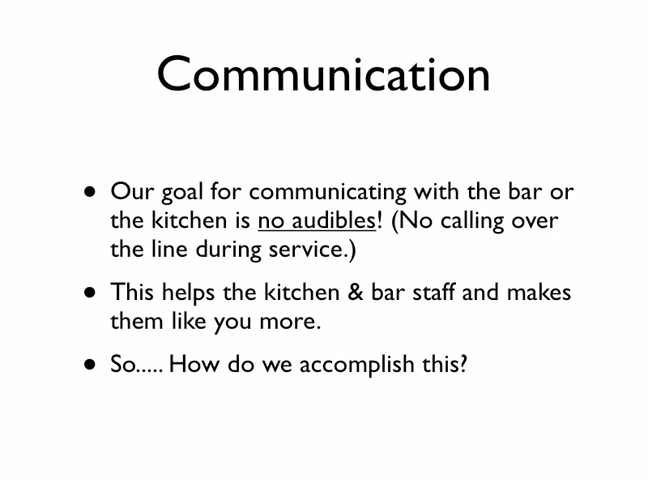 Communication
• Our goal for communicating with the bar or
the kitchen is no audibles! (No calling over
the line during service.)
• This helps the kitchen & bar staff and makes
them like you more.
• So..... How do we accomplish this?